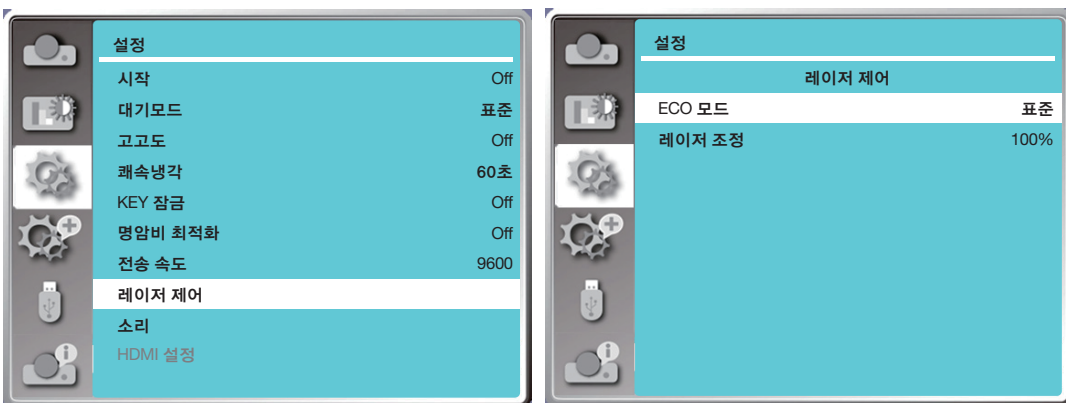 설정
시작 Off
대기모드 표준
고고도 Off
쾌속냉각 60초
KEY 잠금 Off
명암비 최적화 Off
전송 속도 9600
레이저 제어
소리
HDMI 설정
설정
레이저 제어
ECO 모드 표준
레이저 조정 100%